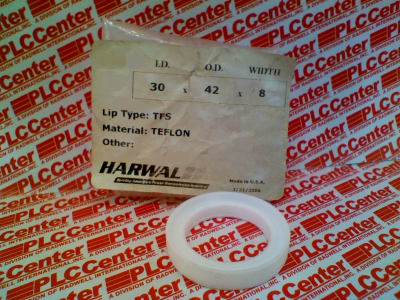 I.D. O.D. WIDTH
30 x 42 x 8
Lip Type: TFS
Material: TEFLON
Other:
HARWAL
Made in U.S.A.
PLCCenter
A DIVISION OF RADWELL INTERNATIONAL, INC.